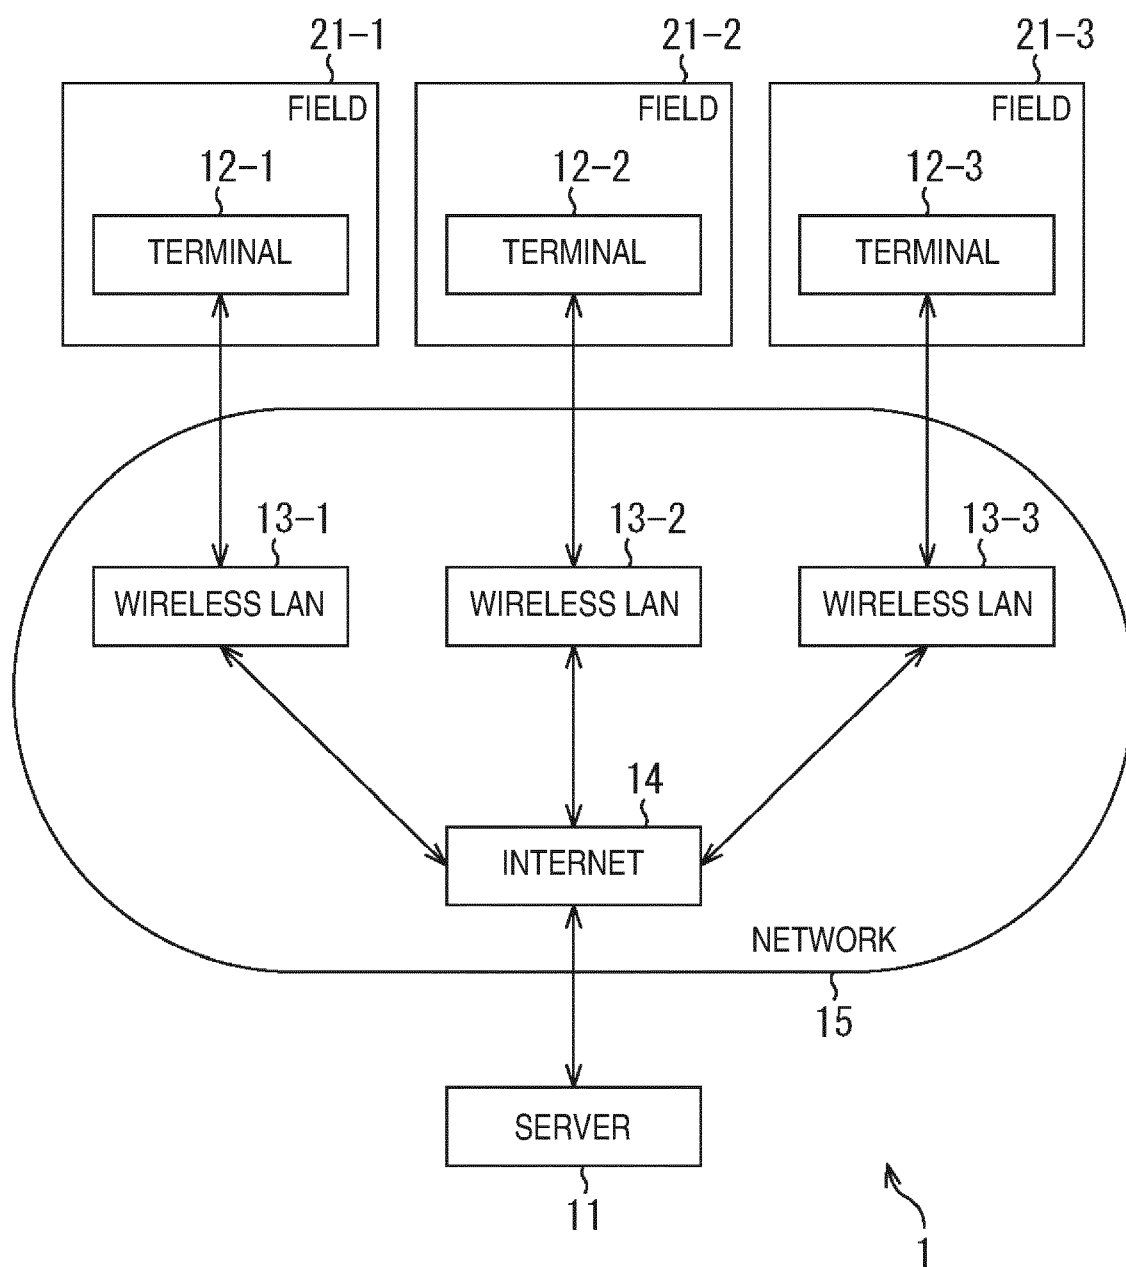 21-1 21-2 21-3
FIELD FIELD FIELD
12-1 12-2 12-3
TERMINAL TERMINAL TERMINAL
13-1 13-2 13-3
WIRELESS LAN WIRELESS LAN WIRELESS LAN
14
INTERNET
NETWORK
15
SERVER
11
1